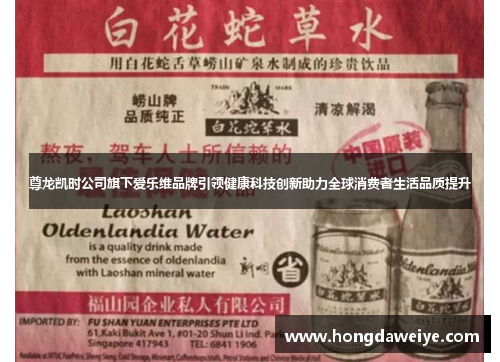 白花蛇草水
用白花蛇舌草崂山矿泉水制成的珍贵饮品
崂山牌
品质纯正
TRADE MARK
白花蛇草水
清凉解渴
中国原装
进口
熬夜，驾车人士所信赖的
尊龙凯时公司旗下爱乐维品牌引领健康科技创新助力全球消费者生活品质提升
Laoshan
Oldenlandia Water
is a quality drink made
from the essence of oldenlandia
with Laoshan mineral water
省
福山园企业私人有限公司
IMPORTED BY: FU SHAN YUAN ENTERPRISES PTE LTD
61,Kaki Bukit Ave 1, #01-20 Shun Li Ind. Park
Singapore 417943 TEL: 6841 1906
www.hongdaweiye.com